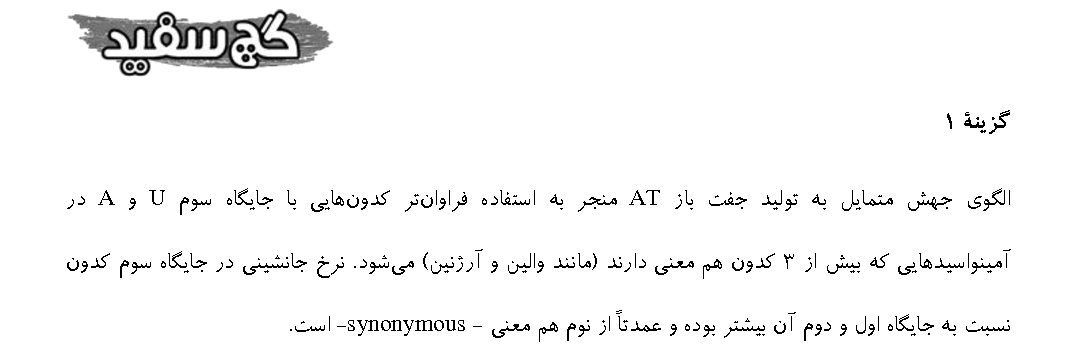 گچ سفید
گزینهٔ ۱
الگوی جهش متمایل به تولید جفت باز AT منجر به استفاده فراوان‌تر کدون‌هایی با جایگاه سوم U و A در
آمینواسیدهایی که بیش از ۳ کدون هم معنی دارند (مانند والین و آرژنین) می‌شود. نرخ جانشینی در جایگاه سوم کدون
نسبت به جایگاه اول و دوم آن بیشتر بوده و عمدتاً از نوم هم معنی – synonymous– است.